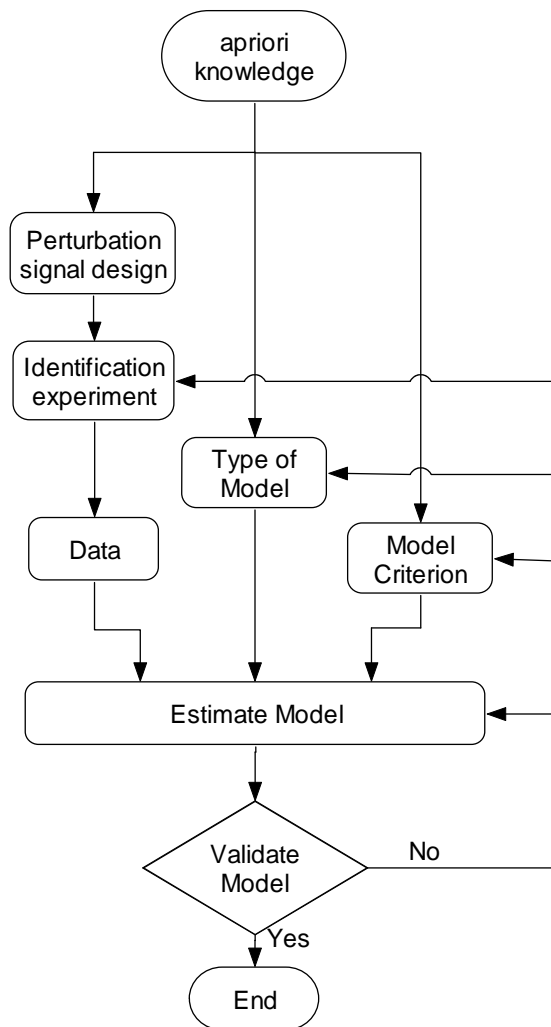 apriori
knowledge
Perturbation
signal design
Identification
experiment
Type of
Model
Data
Model
Criterion
Estimate Model
Validate
Model
No
Yes
End